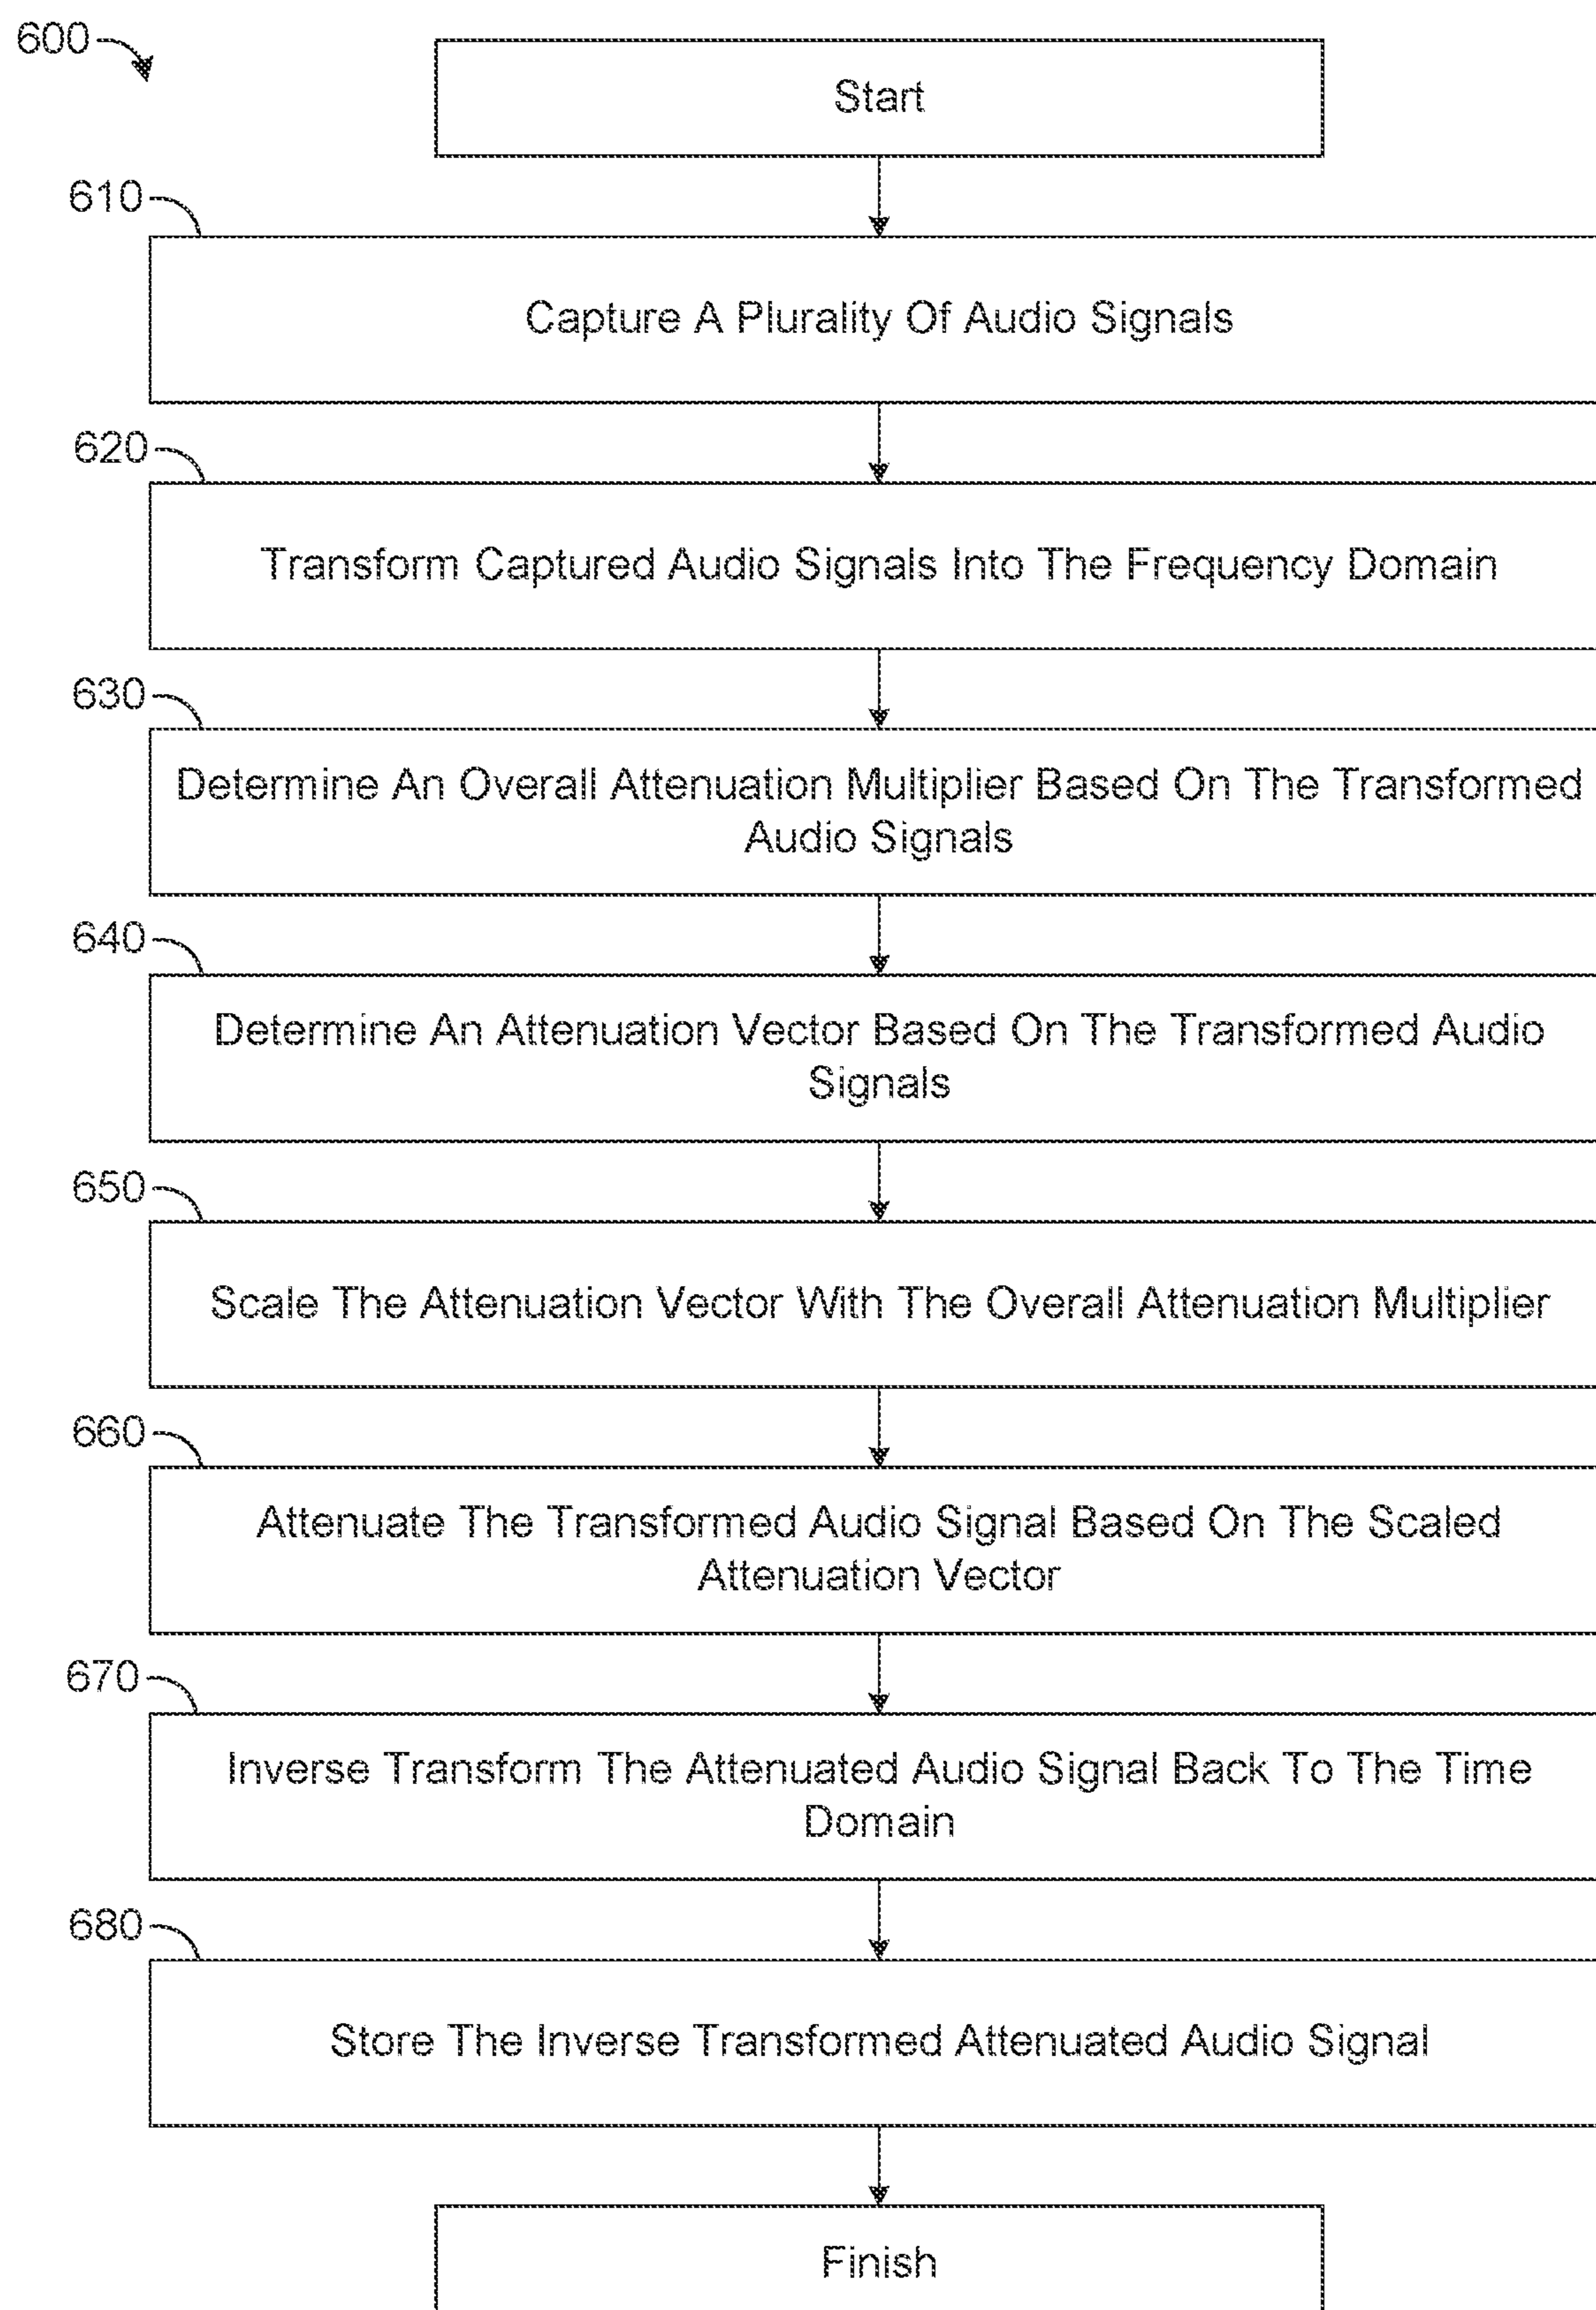 600
Start
610
Capture A Plurality Of Audio Signals
620
Transform Captured Audio Signals Into The Frequency Domain
630
Determine An Overall Attenuation Multiplier Based On The Transformed
Audio Signals
640
Determine An Attenuation Vector Based On The Transformed Audio
Signals
650
Scale The Attenuation Vector With The Overall Attenuation Multiplier
660
Attenuate The Transformed Audio Signal Based On The Scaled
Attenuation Vector
670
Inverse Transform The Attenuated Audio Signal Back To The Time
Domain
680
Store The Inverse Transformed Attenuated Audio Signal
Finish